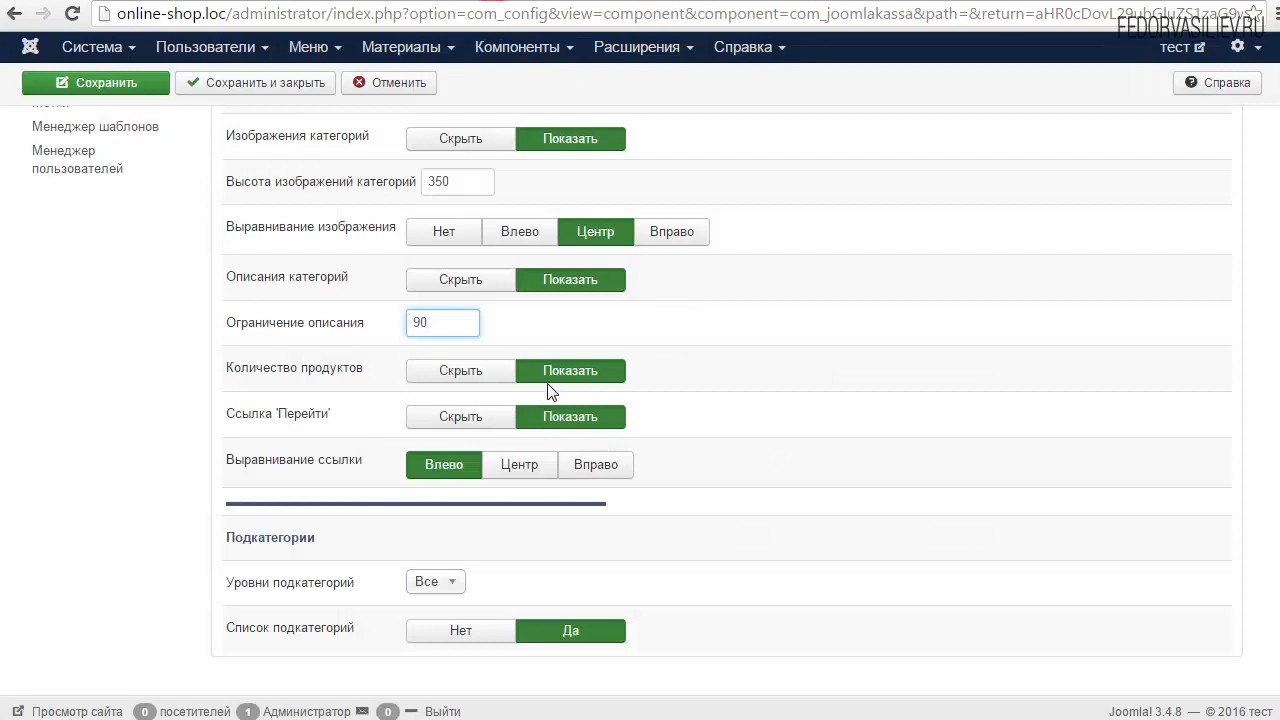 online-shop.loc/administrator/index.php?option=com_config&view=component&component=com_joomlakassa&path=&return=
FEDORVASILIEV.RU
Система Пользователи Меню Материалы Компоненты Расширения Справка тест
Сохранить Сохранить и закрыть Отменить Справка
Менеджер шаблонов
Менеджер
пользователей
Изображения категорий Скрыть Показать
Высота изображений категорий 350
Выравнивание изображения Нет Влево Центр Вправо
Описания категорий Скрыть Показать
Ограничение описания 90
Количество продуктов Скрыть Показать
Ссылка 'Перейти' Скрыть Показать
Выравнивание ссылки Влево Центр Вправо
Подкатегории
Уровни подкатегорий Все
Список подкатегорий Нет Да
Просмотр сайта 0 посетителей 1 Администратор 0 Выйти Joomla! 3.4.8 — © 2016 тест